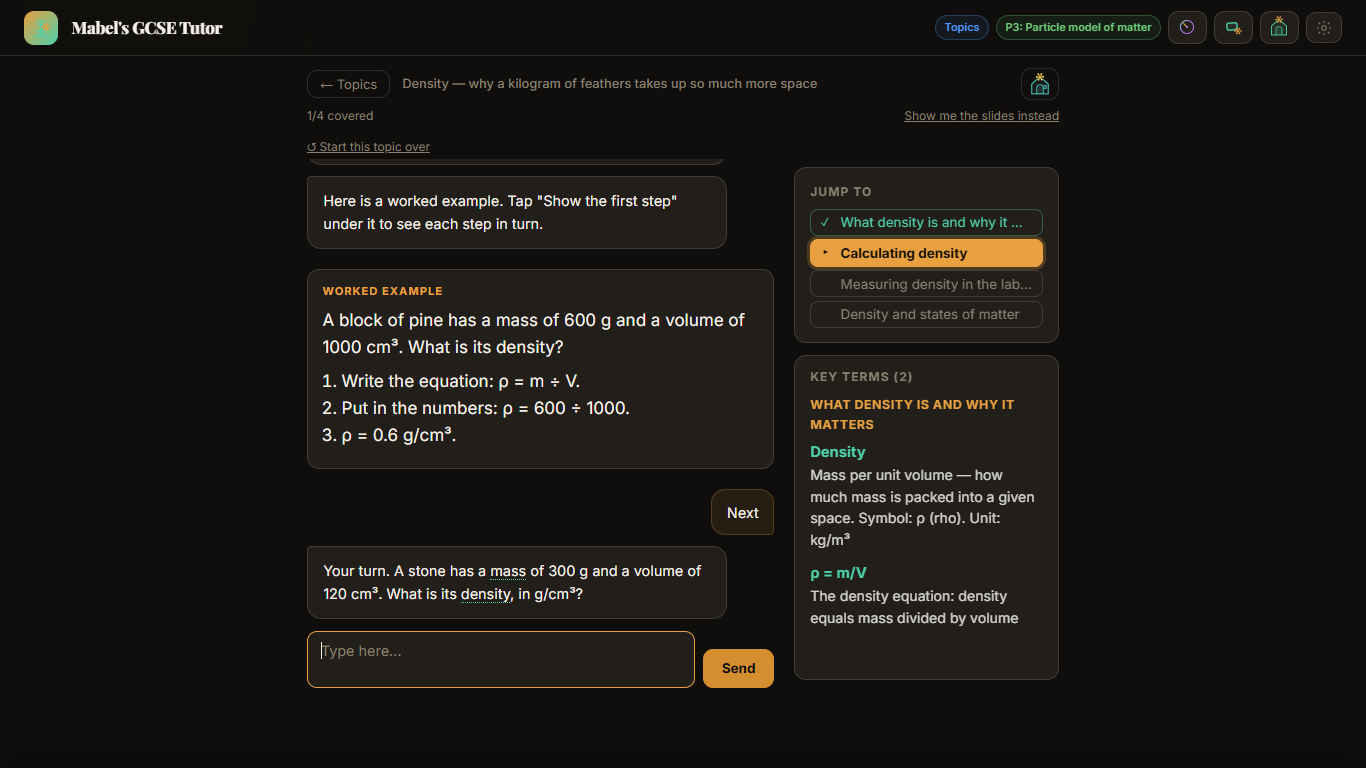 Mabel's GCSE Tutor
Topics
P3: Particle model of matter
← Topics
Density — why a kilogram of feathers takes up so much more space
1/4 covered
Show me the slides instead
↺ Start this topic over
Here is a worked example. Tap "Show the first step"
under it to see each step in turn.
WORKED EXAMPLE
A block of pine has a mass of 600 g and a volume of
1000 cm³. What is its density?
1. Write the equation: ρ = m ÷ V.
2. Put in the numbers: ρ = 600 ÷ 1000.
3. ρ = 0.6 g/cm³.
Next
Your turn. A stone has a mass of 300 g and a volume of
120 cm³. What is its density, in g/cm³?
Type here...
Send
JUMP TO
✓ What density is and why it ...
‣ Calculating density
Measuring density in the lab...
Density and states of matter
KEY TERMS (2)
WHAT DENSITY IS AND WHY IT
MATTERS
Density
Mass per unit volume — how
much mass is packed into a given
space. Symbol: ρ (rho). Unit:
kg/m³
ρ = m/V
The density equation: density
equals mass divided by volume